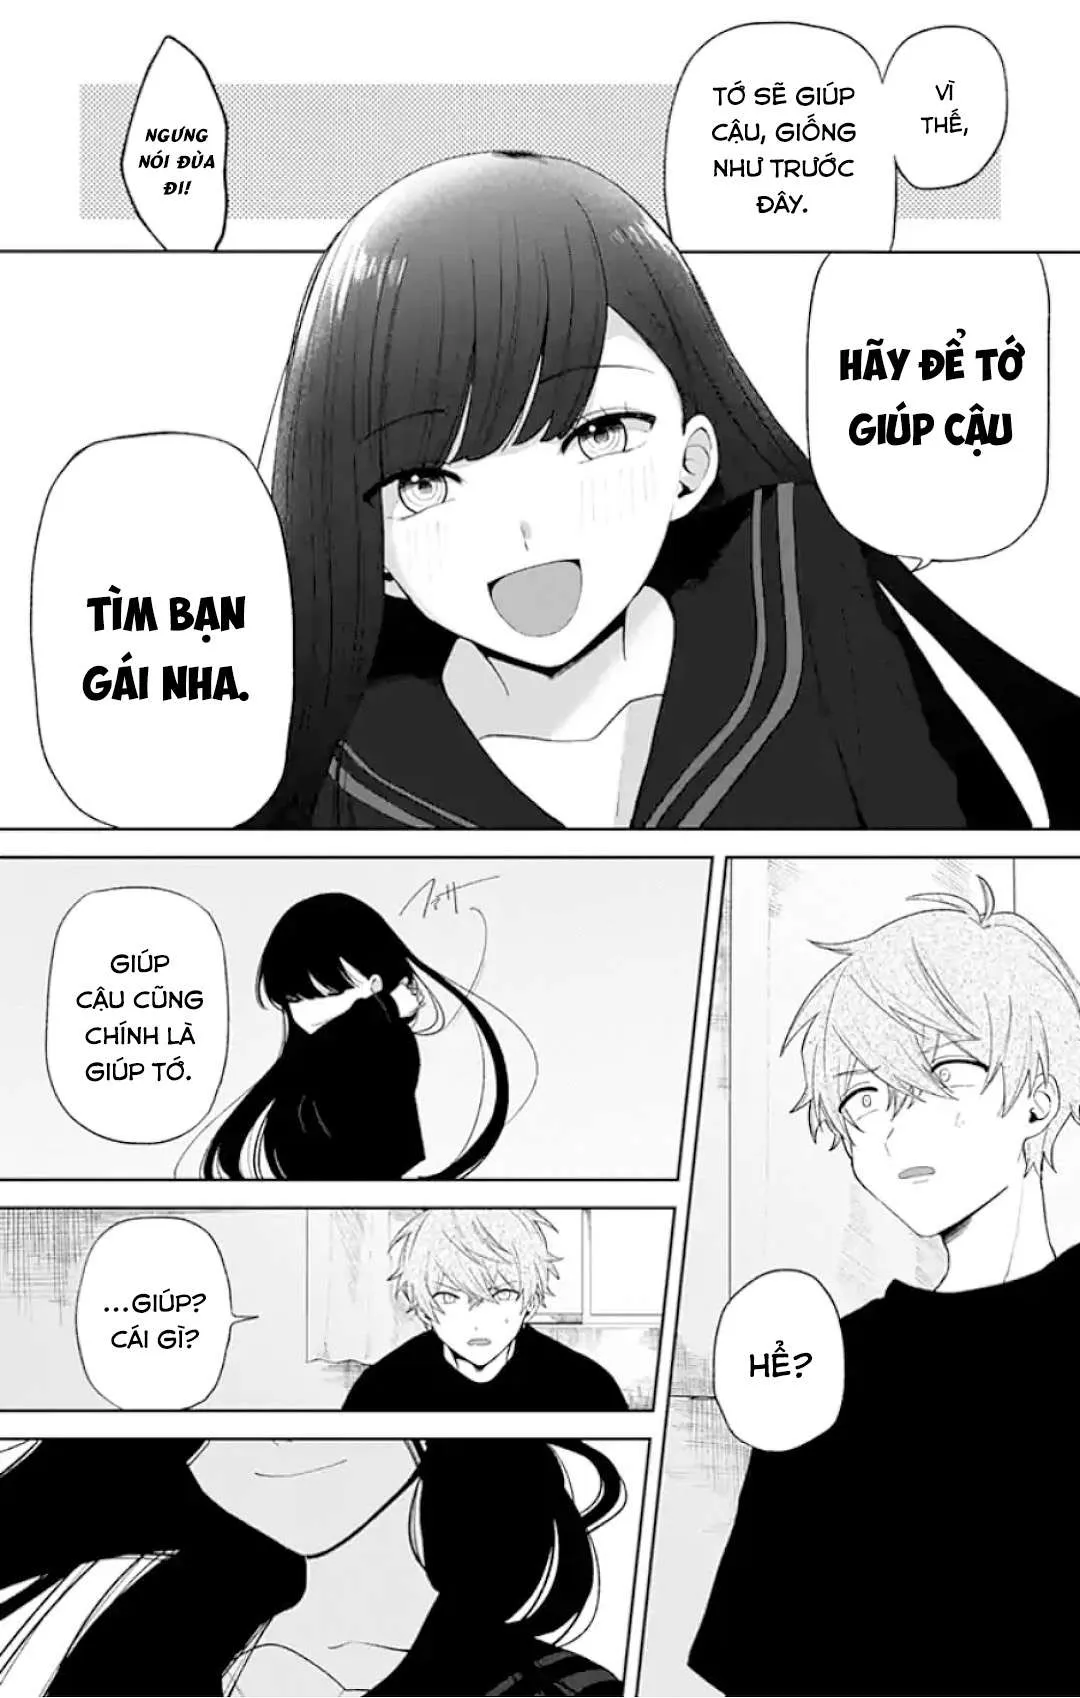 VÌ
THẾ,
TỚ SẼ GIÚP
CẬU, GIỐNG
NHƯ TRƯỚC
ĐÂY.
NGƯNG
NÓI ĐÙA
ĐI!
HÃY ĐỂ TỚ
GIÚP CẬU
TÌM BẠN
GÁI NHA.
HỂ?
GIÚP
CẬU CŨNG
CHÍNH LÀ
GIÚP TỚ.
...GIÚP?
CÁI GÌ?